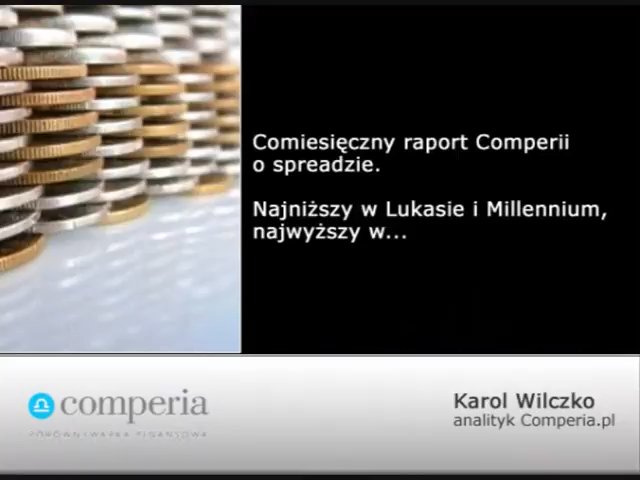 Comiesięczny raport Comperii
o spreadzie.
Najniższy w Lukasie i Millennium,
najwyższy w...
comperia
PORÓWNYWARKA FINANSOWA
Karol Wilczko
analityk Comperia.pl